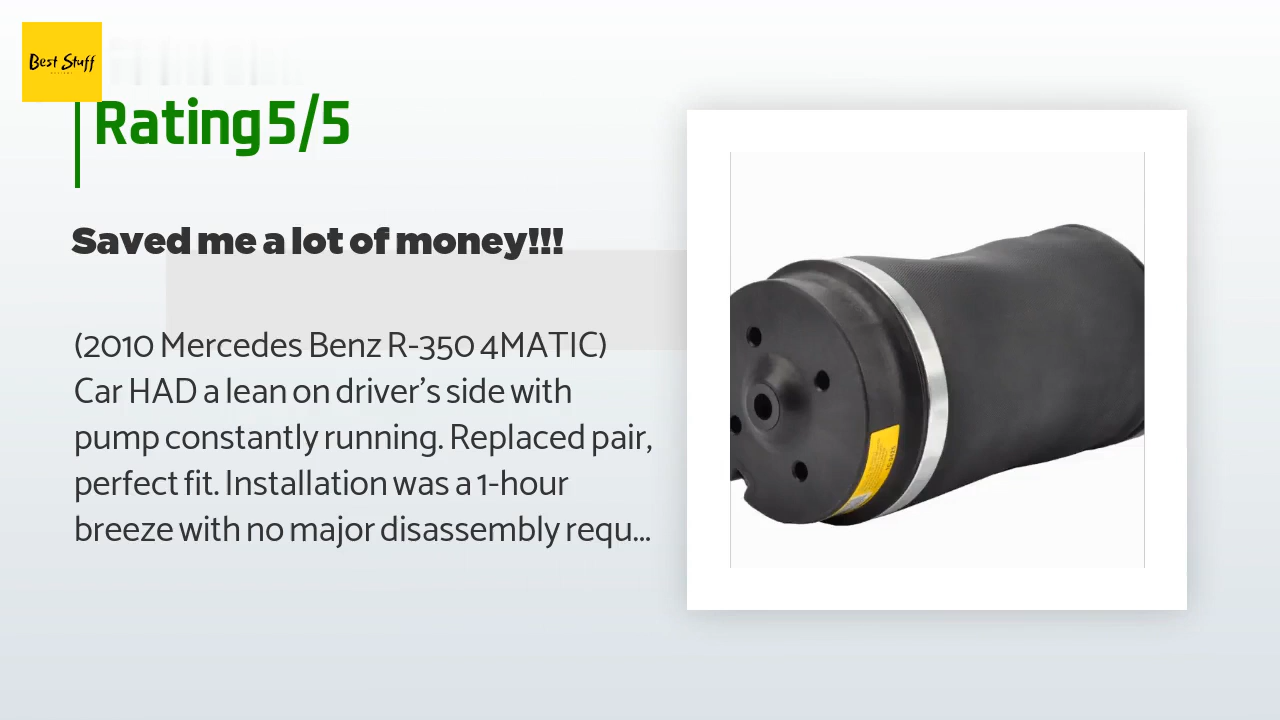 Best Stuff
Rating 5/5
Saved me a lot of money!!!
(2010 Mercedes Benz R-350 4MATIC)
Car HAD a lean on driver's side with
pump constantly running. Replaced pair,
perfect fit. Installation was a 1-hour
breeze with no major disassembly requ...